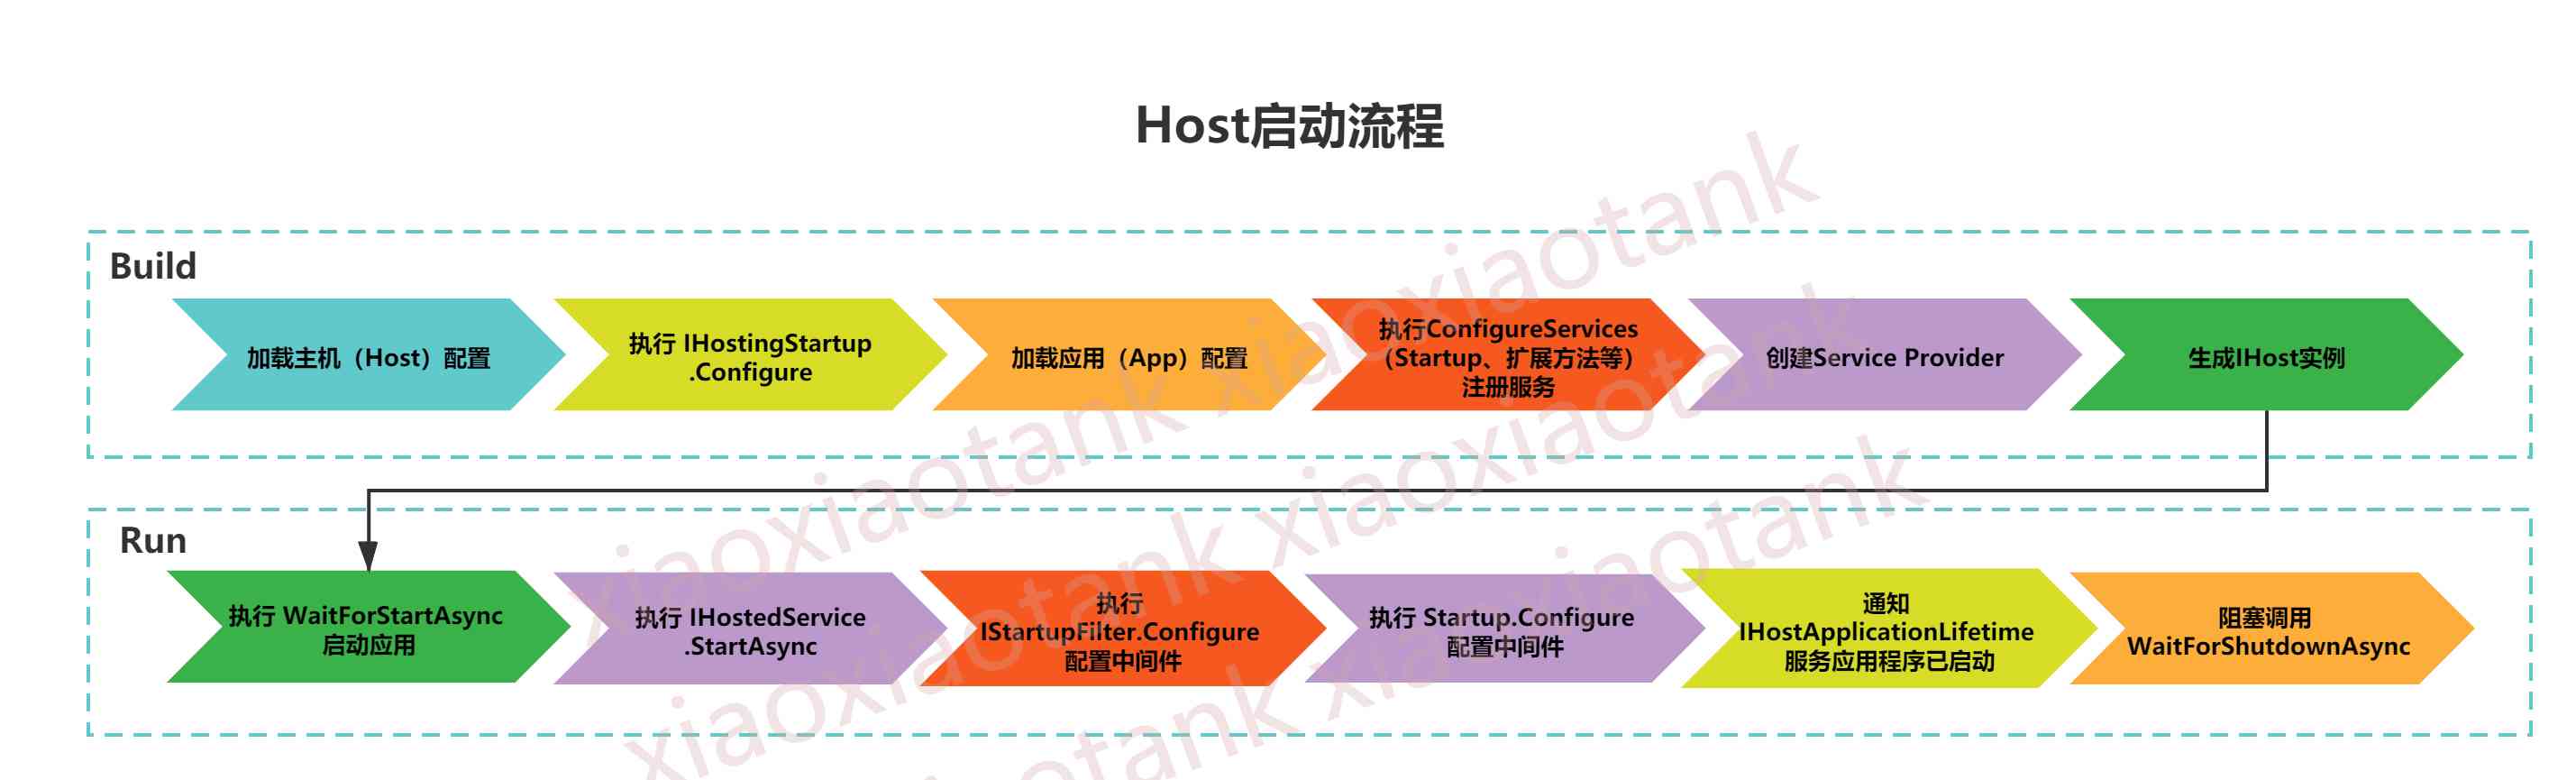 Host启动流程
Build
加载主机（Host）配置
执行 IHostingStartup
.Configure
加载应用（App）配置
执行ConfigureServices
（Startup、扩展方法等）
注册服务
创建Service Provider
生成IHost实例
Run
执行 WaitForStartAsync
启动应用
执行 IHostedService
.StartAsync
执行
IStartupFilter.Configure
配置中间件
执行 Startup.Configure
配置中间件
通知
IHostApplicationLifetime
服务应用程序已启动
阻塞调用
WaitForShutdownAsync
xiaoxiaotank xiaoxiaotank
xiaoxiaotank xiaoxiaotank
xiaoxiaotank xiaoxiaotank